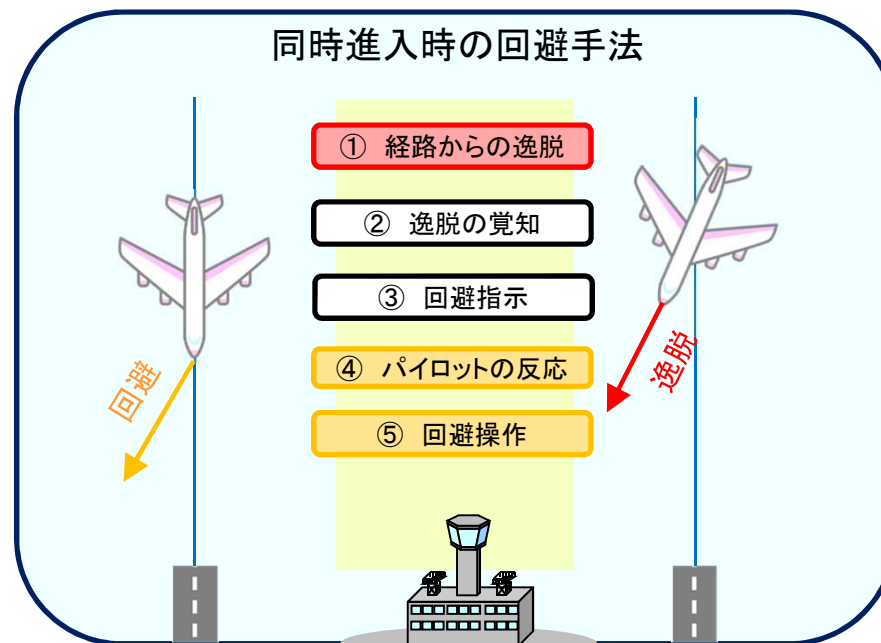 同時進入時の回避手法
① 経路からの逸脱
② 逸脱の覚知
③ 回避指示
④ パイロットの反応
⑤ 回避操作
回避
逸脱